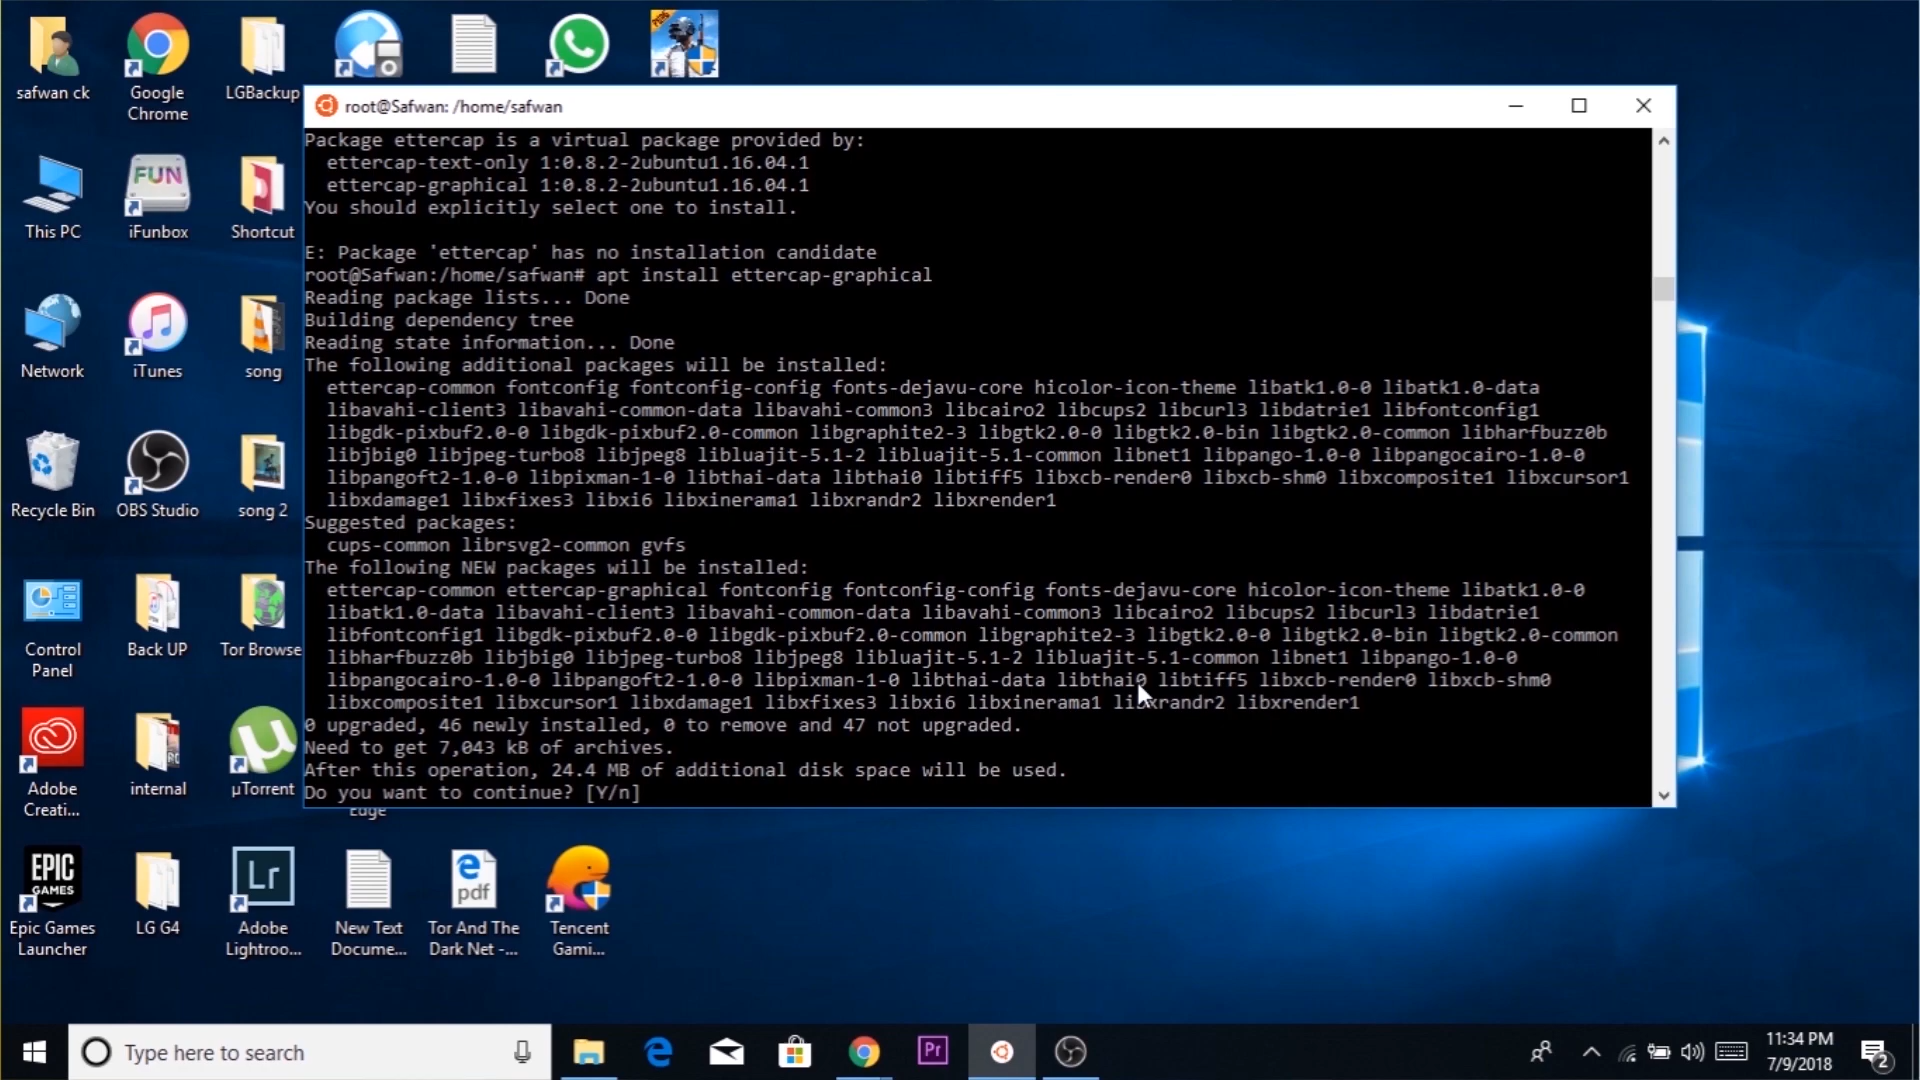 safwan ck
Google
Chrome
LGBackup
root@Safwan: /home/safwan
Package ettercap is a virtual package provided by:
ettercap-text-only 1:0.8.2-2ubuntu1.16.04.1
ettercap-graphical 1:0.8.2-2ubuntu1.16.04.1
You should explicitly select one to install.
E: Package 'ettercap' has no installation candidate
root@Safwan:/home/safwan# apt install ettercap-graphical
Reading package lists... Done
Building dependency tree
Reading state information... Done
The following additional packages will be installed:
ettercap-common fontconfig fontconfig-config fonts-dejavu-core hicolor-icon-theme libatk1.0-0 libatk1.0-data
libavahi-client3 libavahi-common-data libavahi-common3 libcairo2 libcups2 libcurl3 libdatrie1 libfontconfig1
libgdk-pixbuf2.0-0 libgdk-pixbuf2.0-common libgraphite2-3 libgtk2.0-0 libgtk2.0-bin libgtk2.0-common libharfbuzz0b
libjbig0 libjpeg-turbo8 libjpeg8 libluajit-5.1-2 libluajit-5.1-common libnet1 libpango-1.0-0 libpangocairo-1.0-0
libpangoft2-1.0-0 libpixman-1-0 libthai-data libthai0 libtiff5 libxcb-render0 libxcb-shm0 libxcomposite1 libxcursor1
libxdamage1 libxfixes3 libxi6 libxinerama1 libxrandr2 libxrender1
Suggested packages:
cups-common librsvg2-common gvfs
The following NEW packages will be installed:
ettercap-common ettercap-graphical fontconfig fontconfig-config fonts-dejavu-core hicolor-icon-theme libatk1.0-0
libatk1.0-data libavahi-client3 libavahi-common-data libavahi-common3 libcairo2 libcups2 libcurl3 libdatrie1
libfontconfig1 libgdk-pixbuf2.0-0 libgdk-pixbuf2.0-common libgraphite2-3 libgtk2.0-0 libgtk2.0-bin libgtk2.0-common
libharfbuzz0b libjbig0 libjpeg-turbo8 libjpeg8 libluajit-5.1-2 libluajit-5.1-common libnet1 libpango-1.0-0
libpangocairo-1.0-0 libpangoft2-1.0-0 libpixman-1-0 libthai-data libthai0 libtiff5 libxcb-render0 libxcb-shm0
libxcomposite1 libxcursor1 libxdamage1 libxfixes3 libxi6 libxinerama1 libxrandr2 libxrender1
0 upgraded, 46 newly installed, 0 to remove and 47 not upgraded.
Need to get 7,043 kB of archives.
After this operation, 24.4 MB of additional disk space will be used.
Do you want to continue? [Y/n]
This PC
FUN
iFunbox
Shortcut
Network
iTunes
song
Recycle Bin
OBS Studio
song 2
Control
Panel
Back UP
Tor Browse
Adobe
Creati...
internal
µTorrent
Edge
EPIC
GAMES
Epic Games
Launcher
LG G4
Lr
Adobe
Lightroo...
New Text
Docume...
pdf
Tor And The
Dark Net -...
Tencent
Gami...
Type here to search
Pr
11:34 PM
7/9/2018
2